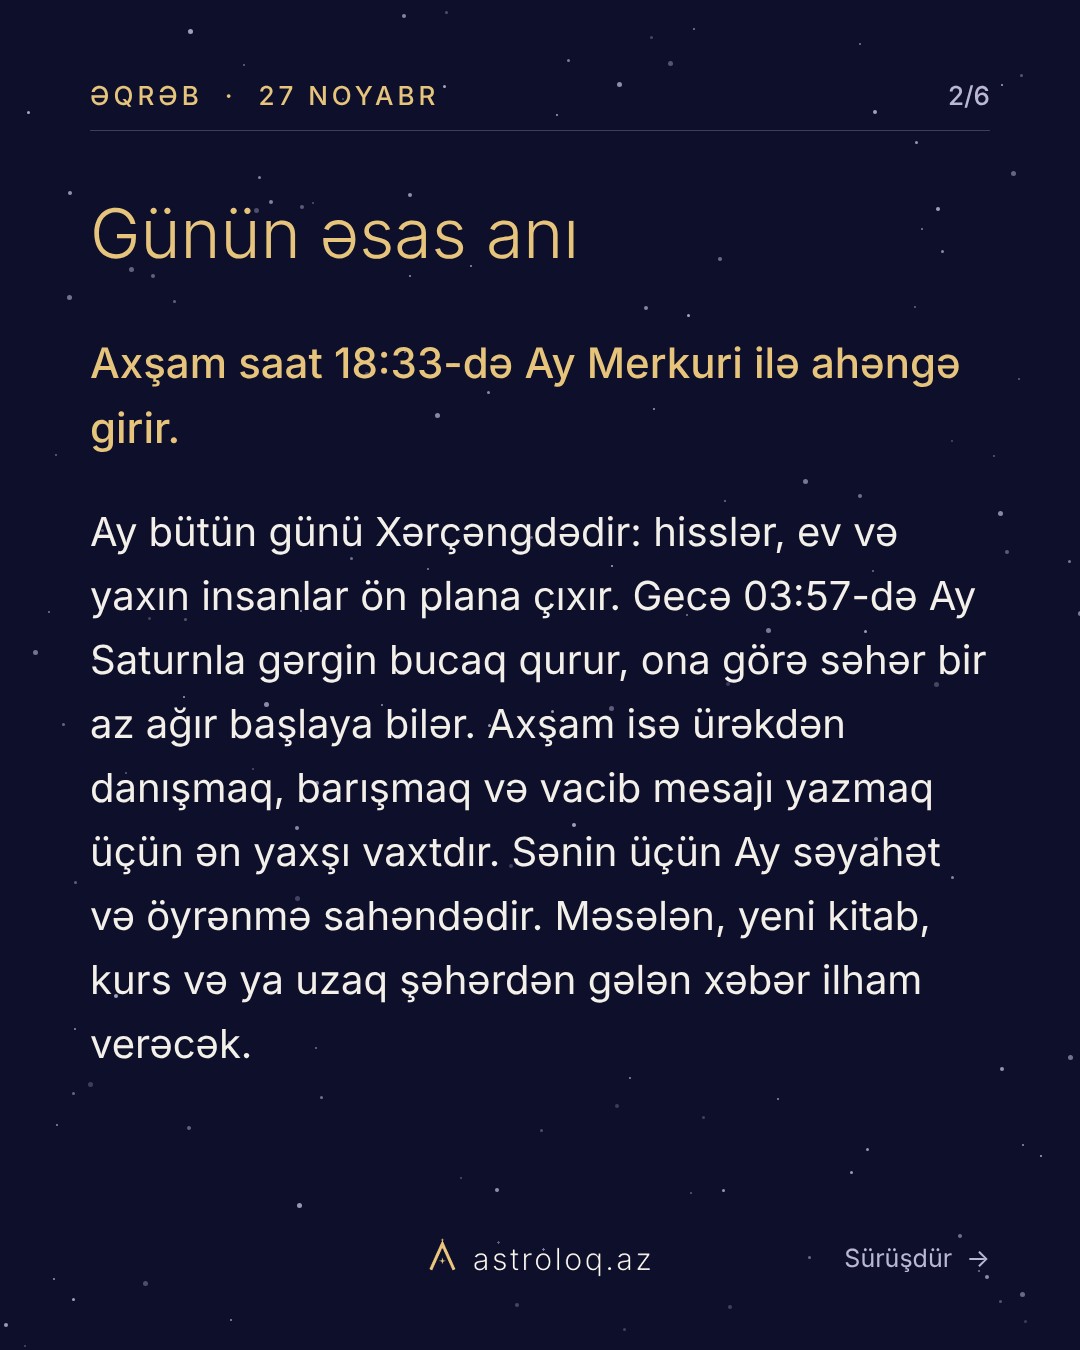 ƏQRƏB · 27 NOYABR
2/6
Günün əsas anı
Axşam saat 18:33-də Ay Merkuri ilə ahəngə
girir.
Ay bütün günü Xərçəngdədir: hisslər, ev və
yaxın insanlar ön plana çıxır. Gecə 03:57-də Ay
Saturnla gərgin bucaq qurur, ona görə səhər bir
az ağır başlaya bilər. Axşam isə ürəkdən
danışmaq, barışmaq və vacib mesajı yazmaq
üçün ən yaxşı vaxtdır. Sənin üçün Ay səyahət
və öyrənmə sahəndədir. Məsələn, yeni kitab,
kurs və ya uzaq şəhərdən gələn xəbər ilham
verəcək.
astroloq.az
Sürüşdür →